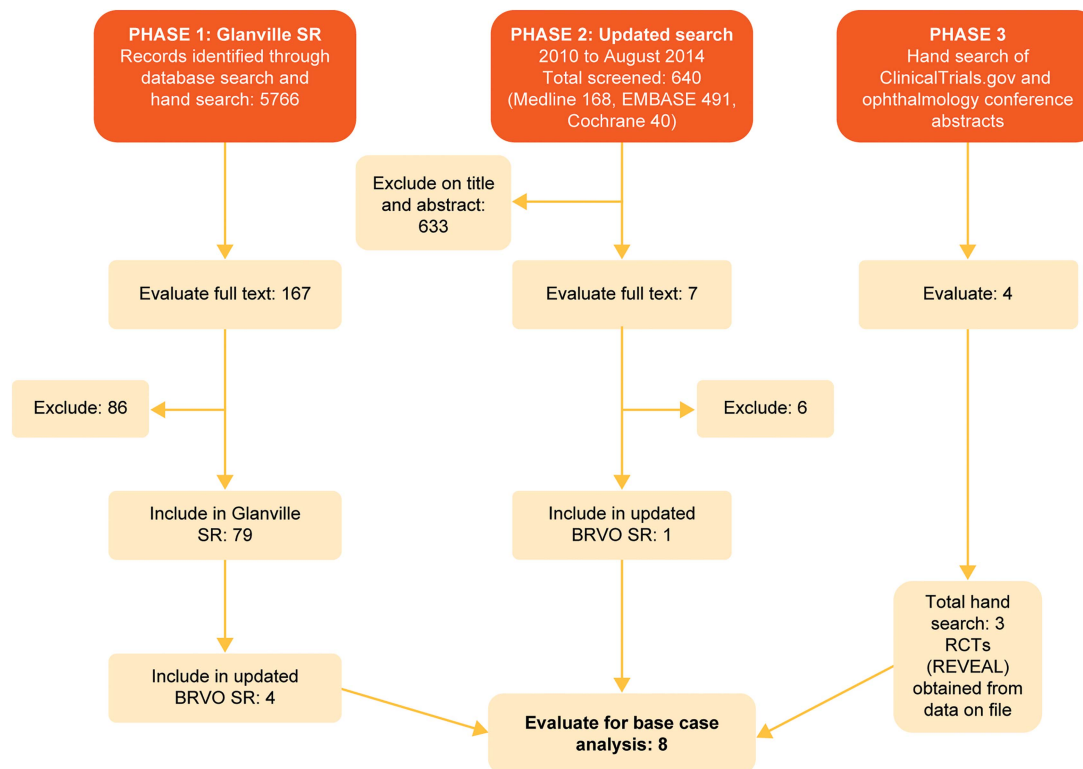 PHASE 1: Glanville SR
Records identified through
database search and
hand search: 5766
PHASE 2: Updated search
2010 to August 2014
Total screened: 640
(Medline 168, EMBASE 491,
Cochrane 40)
PHASE 3
Hand search of
ClinicalTrials.gov and
ophthalmology conference
abstracts
Exclude on title
and abstract:
633
Evaluate full text: 167
Evaluate full text: 7
Evaluate: 4
Exclude: 86
Exclude: 6
Include in Glanville
SR: 79
Include in updated
BRVO SR: 1
Total hand
search: 3
RCTs
(REVEAL)
obtained from
data on file
Include in updated
BRVO SR: 4
Evaluate for base case
analysis: 8